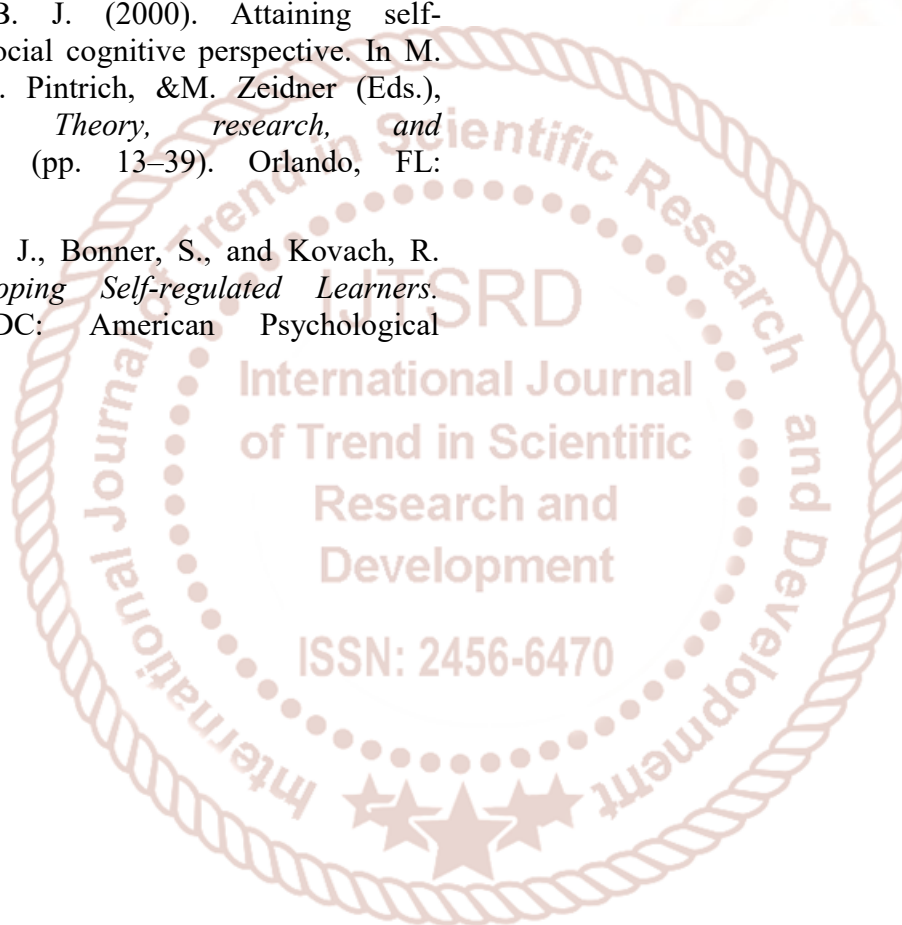 B. J. (2000). Attaining self-
ocial cognitive perspective. In M.
. Pintrich, &M. Zeidner (Eds.),
Theory, research, and
(pp. 13–39). Orlando, FL:
J., Bonner, S., and Kovach, R.
oping Self-regulated Learners.
DC: American Psychological
International Journal of Trend in Scientific Research and Development
IJTSRD
International Journal
of Trend in Scientific
Research and
Development
ISSN: 2456-6470